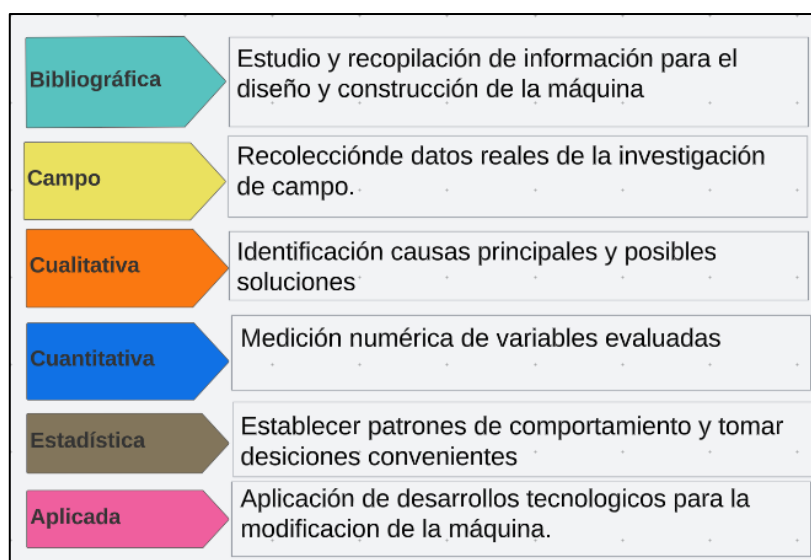 Bibliográfica
Estudio y recopilación de información para el
diseño y construcción de la máquina
Campo
Recolecciónde datos reales de la investigación
de campo.
Cualitativa
Identificación causas principales y posibles
soluciones
Cuantitativa
Medición numérica de variables evaluadas
Estadística
Establecer patrones de comportamiento y tomar
desiciones convenientes
Aplicada
Aplicación de desarrollos tecnologicos para la
modificacion de la máquina.